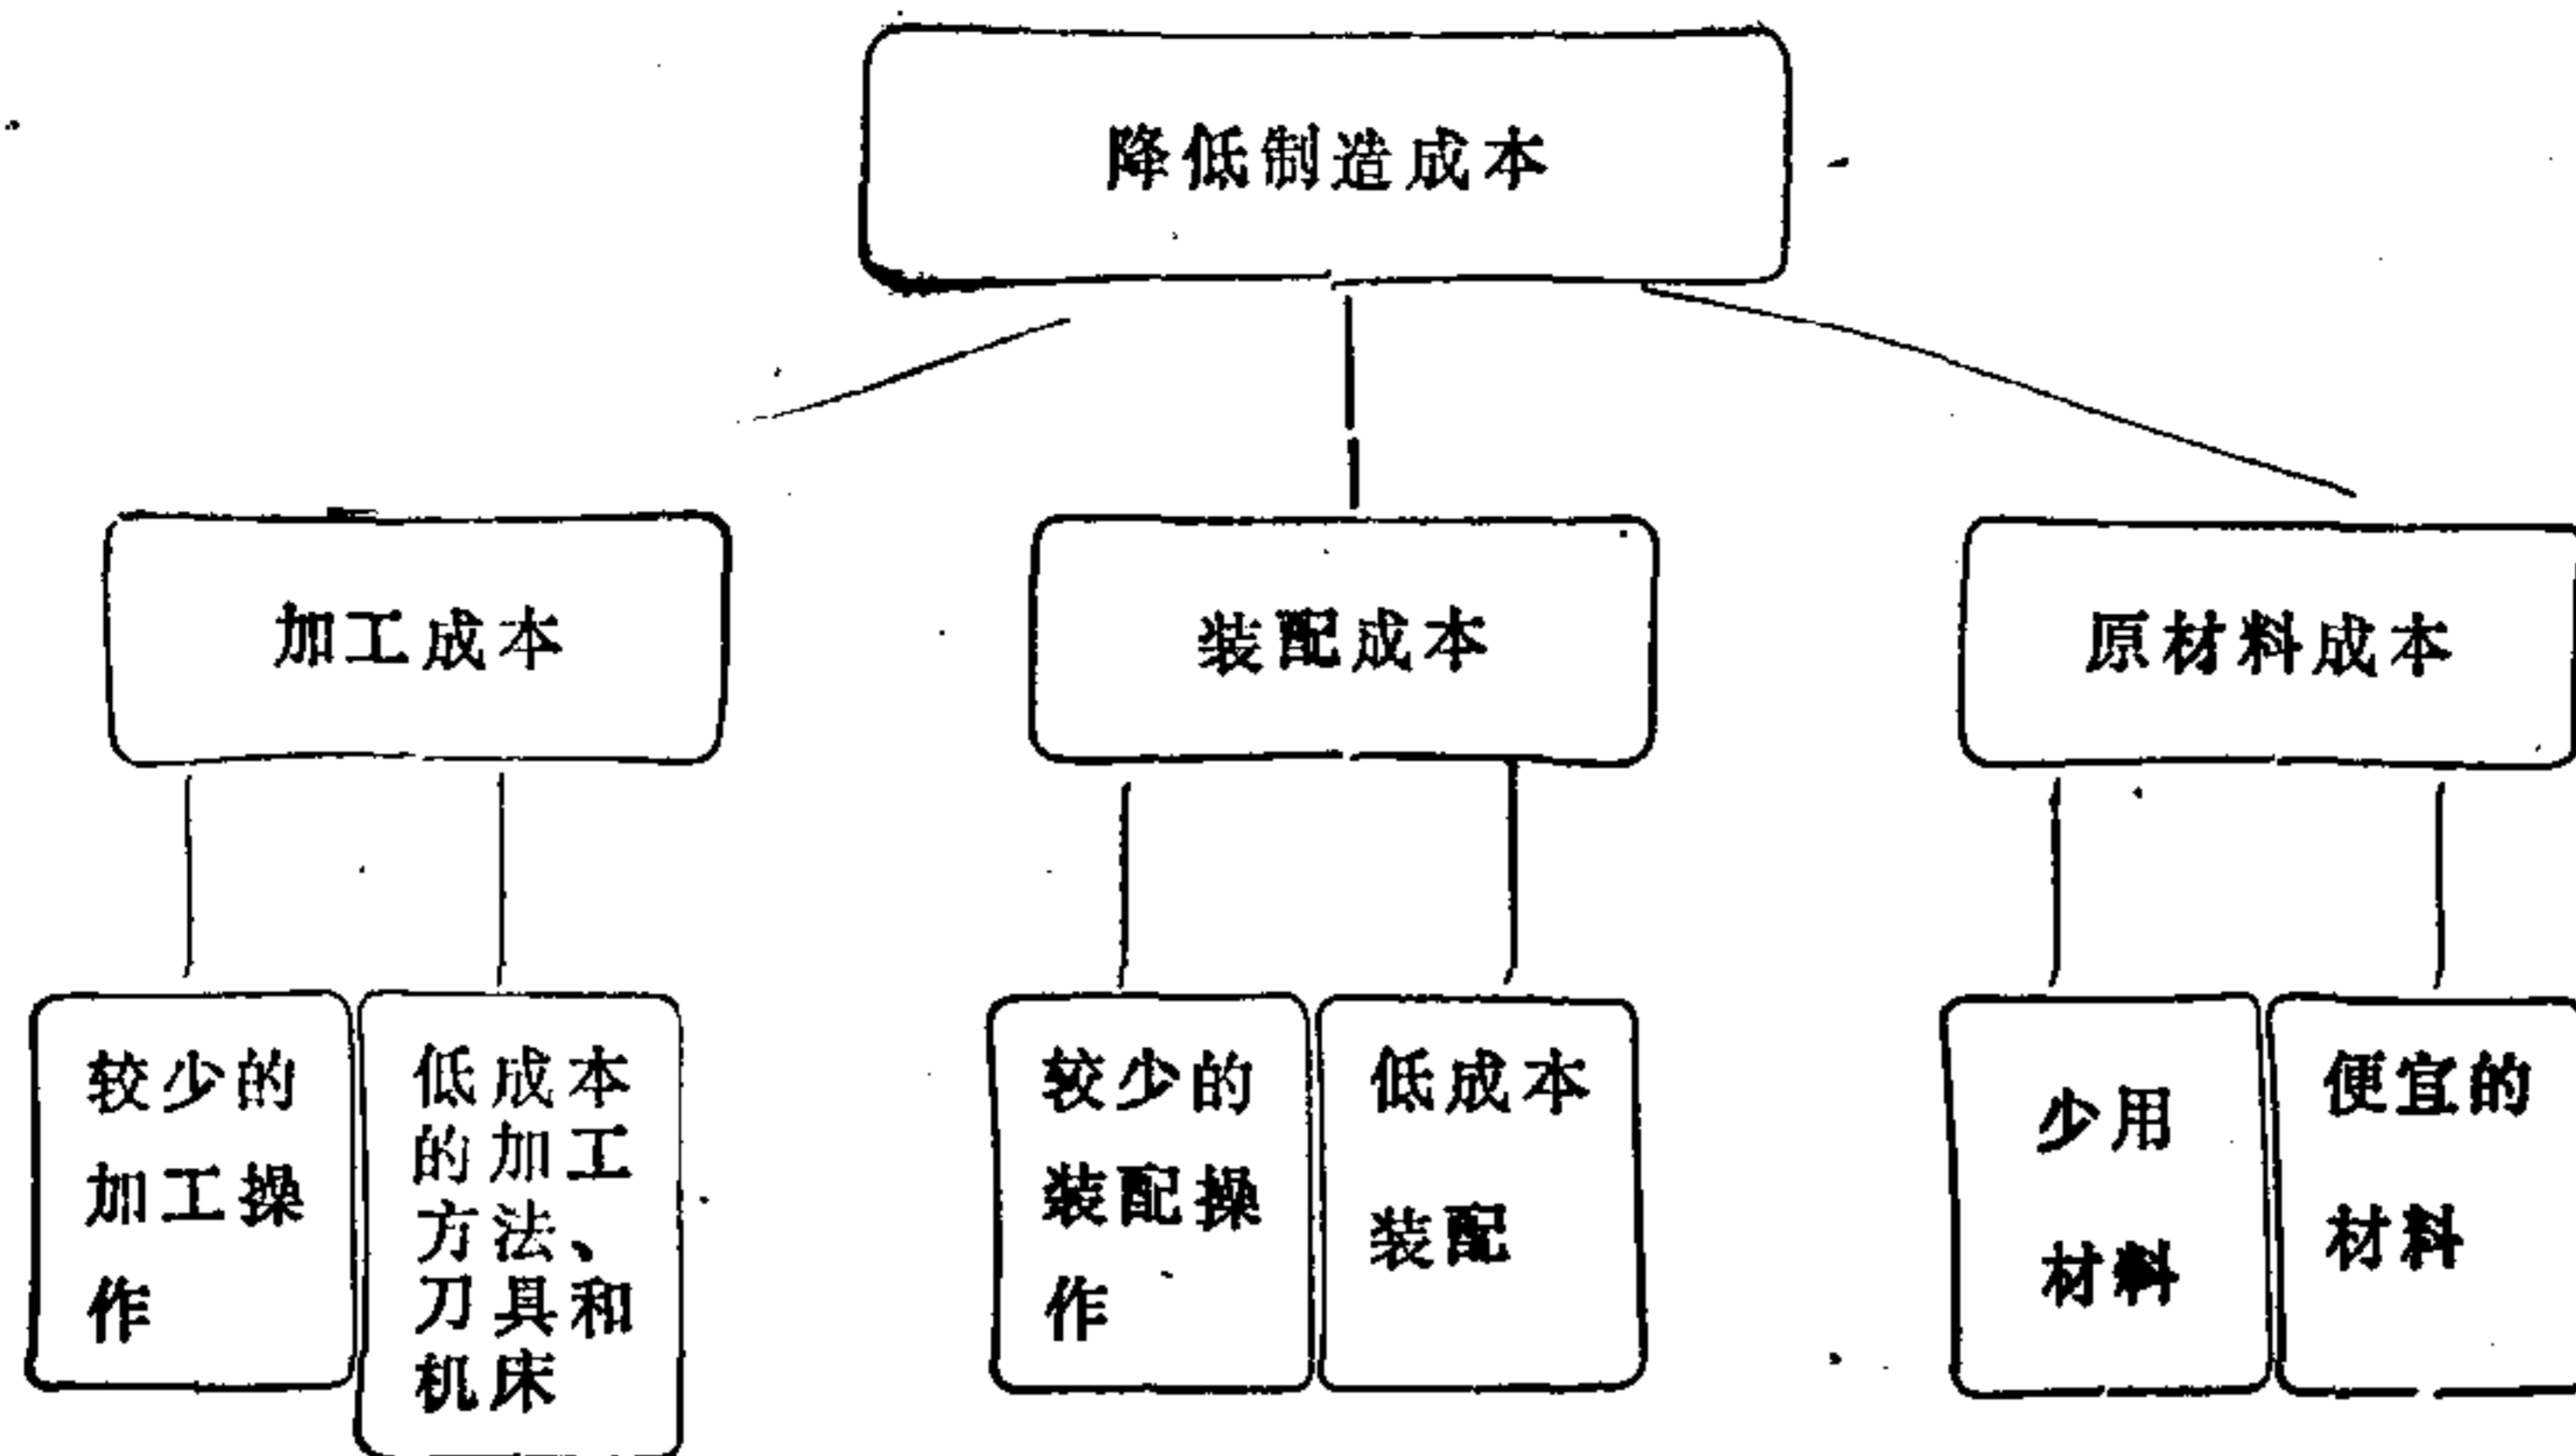 降低制造成本
加工成本
装配成本
原材料成本
较少的
加工操
作
低成本
的加工
方法、
刀具和
机床
较少的
装配操
作
低成本
装配
少用
材料
便宜的
材料